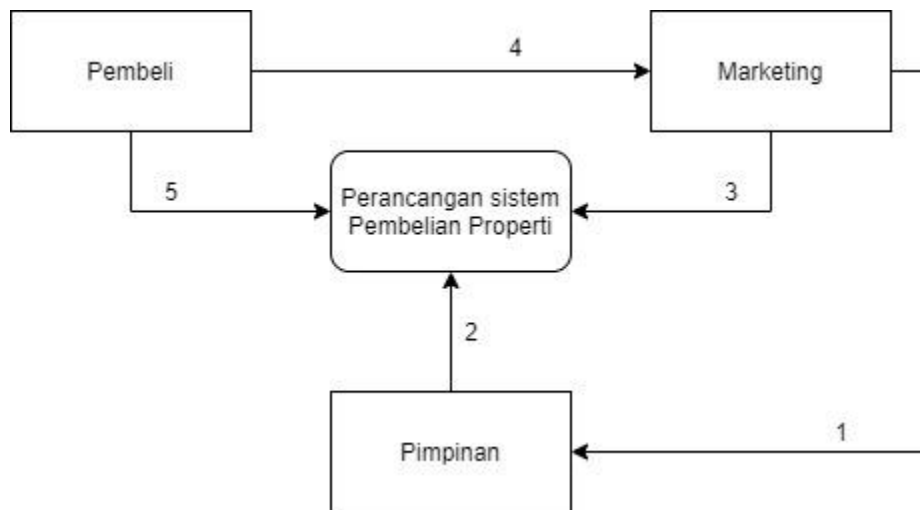 4
Pembeli
Marketing
5
Perancangan sistem
Pembelian Properti
3
2
1
Pimpinan